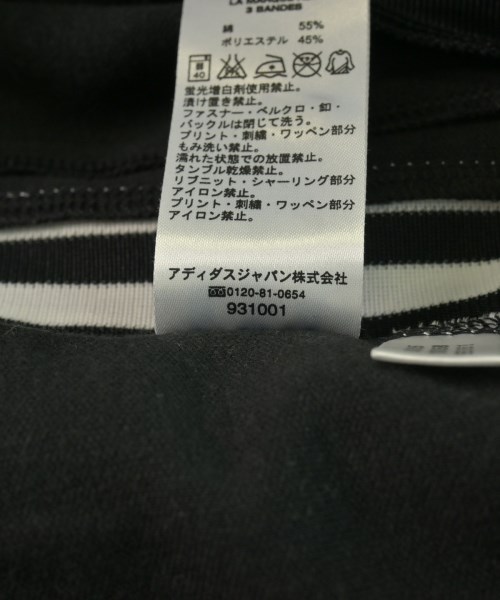 LA MARQUE
3 BANDES
綿 55%
ポリエステル 45%
40
蛍光増白剤使用禁止。
漬け置き禁止。
ファスナー・ベルクロ・釦・
バックルは閉じて洗う。
プリント・刺繍・ワッペン部分
もみ洗い禁止。
濡れた状態での放置禁止。
タンブル乾燥禁止。
リブニット・シャーリング部分
アイロン禁止。
プリント・刺繍・ワッペン部分
アイロン禁止。
アディダスジャパン株式会社
0120-81-0654
931001